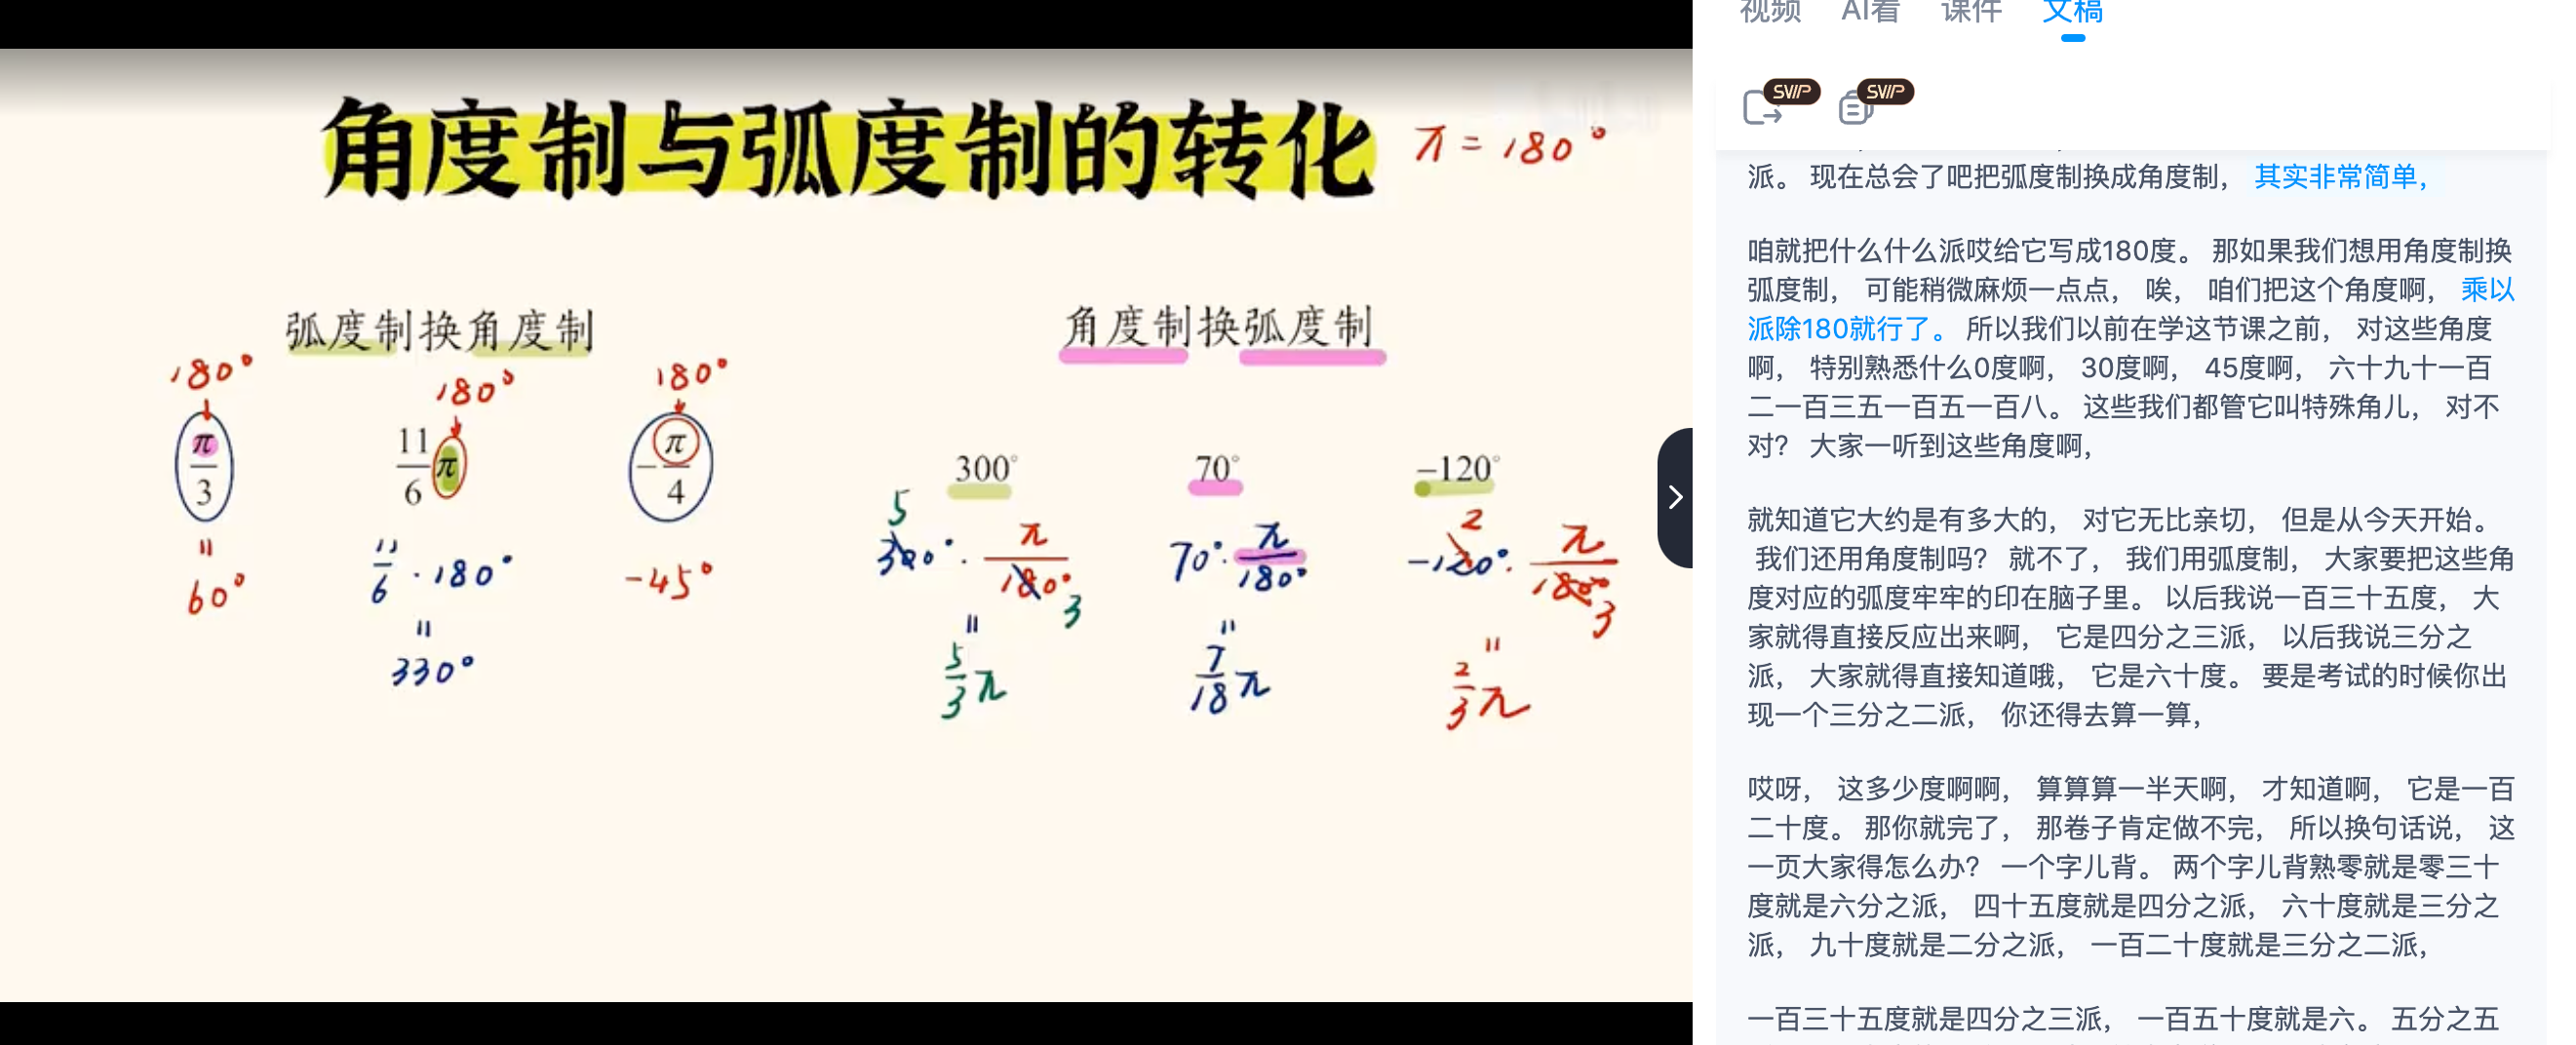 角度制与弧度制的转化
π = 180°
弧度制换角度制
180° 180° 180°
π/3 11/6 π -π/4
= 11/6 · 180° -45°
60° =
330°
角度制换弧度制
300° 70° -120°
5 2
300° · π/180° 70° · π/180° -120° · π/180°
3 3
= = =
5/3 π 7/18 π 2/3 π
视频 AI看 课件 文稿
SVIP SVIP
派。 现在总会了吧把弧度制换成角度制， 其实非常简单，
咱就把什么什么派哎给它写成180度。 那如果我们想用角度制换
弧度制， 可能稍微麻烦一点点， 唉， 咱们把这个角度啊， 乘以
派除180就行了。 所以我们以前在学这节课之前， 对这些角度
啊， 特别熟悉什么0度啊， 30度啊， 45度啊， 六十九十一百
二一百三五一百五一百八。 这些我们都管它叫特殊角儿， 对不
对？ 大家一听到这些角度啊，
就知道它大约是有多大的， 对它无比亲切， 但是从今天开始。
我们还用角度制吗？ 就不了， 我们用弧度制， 大家要把这些角
度对应的弧度牢牢的印在脑子里。 以后我说一百三十五度， 大
家就得直接反应出来啊， 它是四分之三派， 以后我说三分之
派， 大家就得直接知道哦， 它是六十度。 要是考试的时候你出
现一个三分之二派， 你还得去算一算，
哎呀， 这多少度啊啊， 算算算一半天啊， 才知道啊， 它是一百
二十度。 那你就完了， 那卷子肯定做不完， 所以换句话说， 这
一页大家得怎么办？ 一个字儿背。 两个字儿背熟零就是零三十
度就是六分之派， 四十五度就是四分之派， 六十度就是三分之
派， 九十度就是二分之派， 一百二十度就是三分之二派，
一百三十五度就是四分之三派， 一百五十度就是六。 五分之五